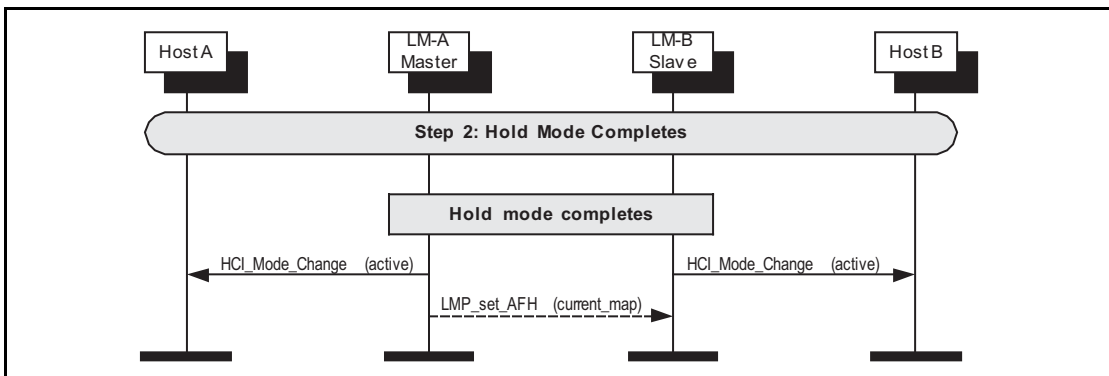 Host A
LM-A
Master
LM-B
Slave
Host B
Step 2: Hold Mode Completes
Hold mode completes
HCI_Mode_Change (active)
HCI_Mode_Change (active)
LMP_set_AFH (current_map)